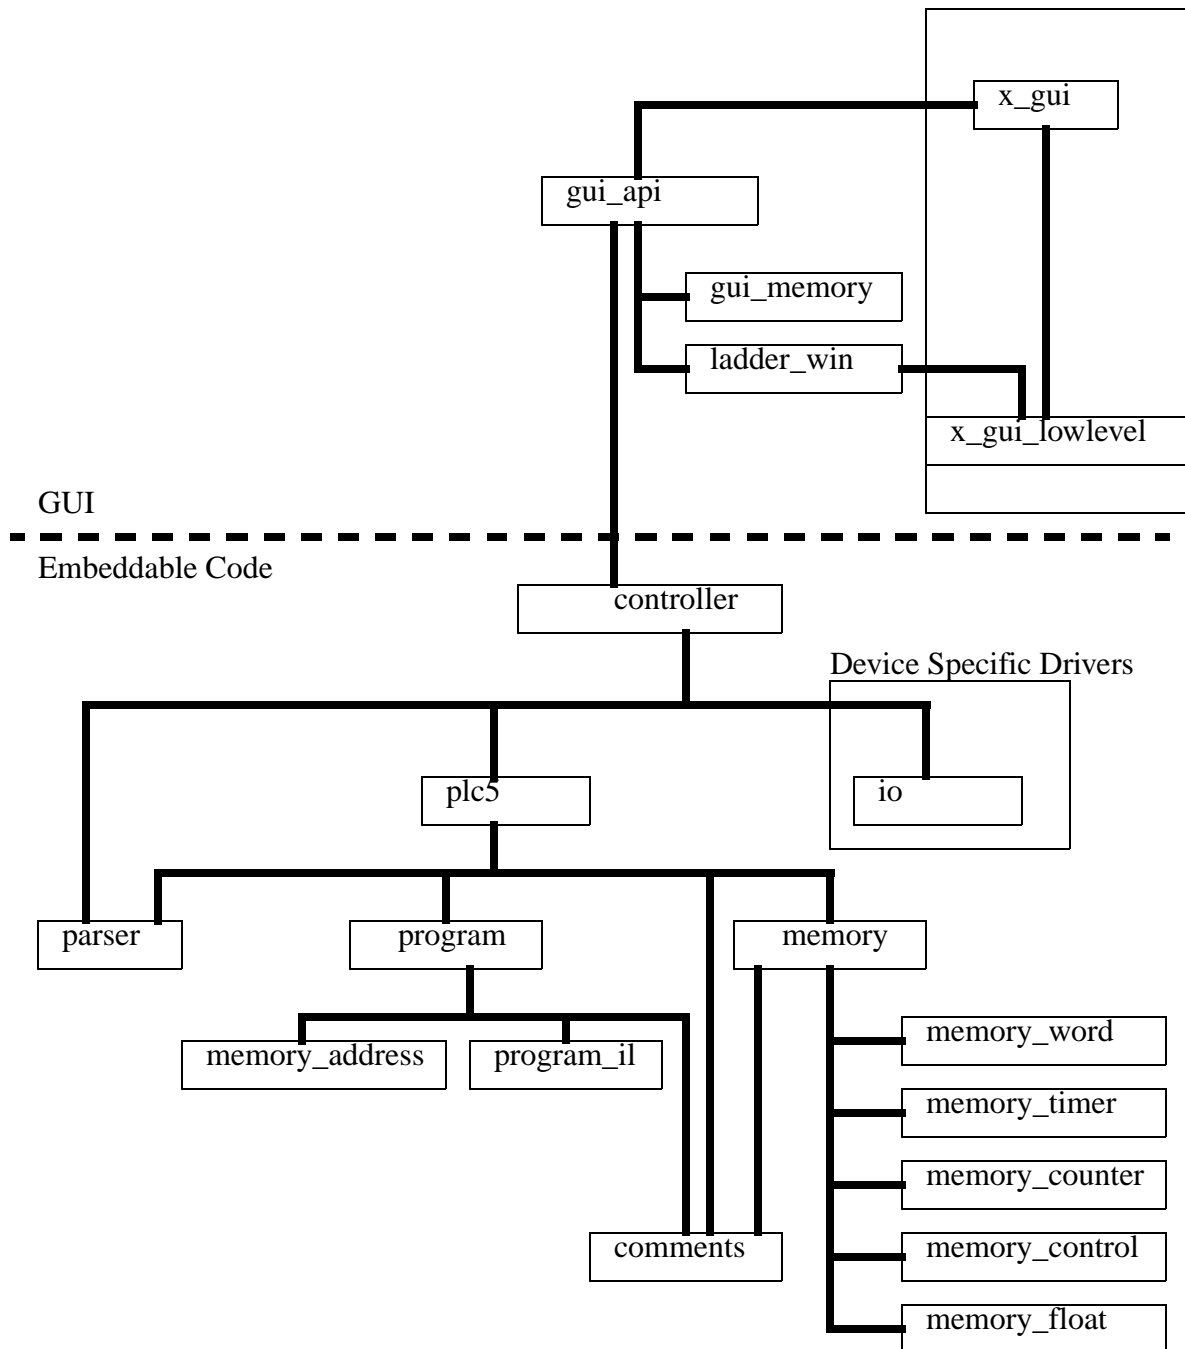 x_gui
gui_api
gui_memory
ladder_win
x_gui_lowlevel
GUI
Embeddable Code
controller
Device Specific Drivers
plc5
io
parser
program
memory
memory_address
program_il
memory_word
memory_timer
memory_counter
comments
memory_control
memory_float